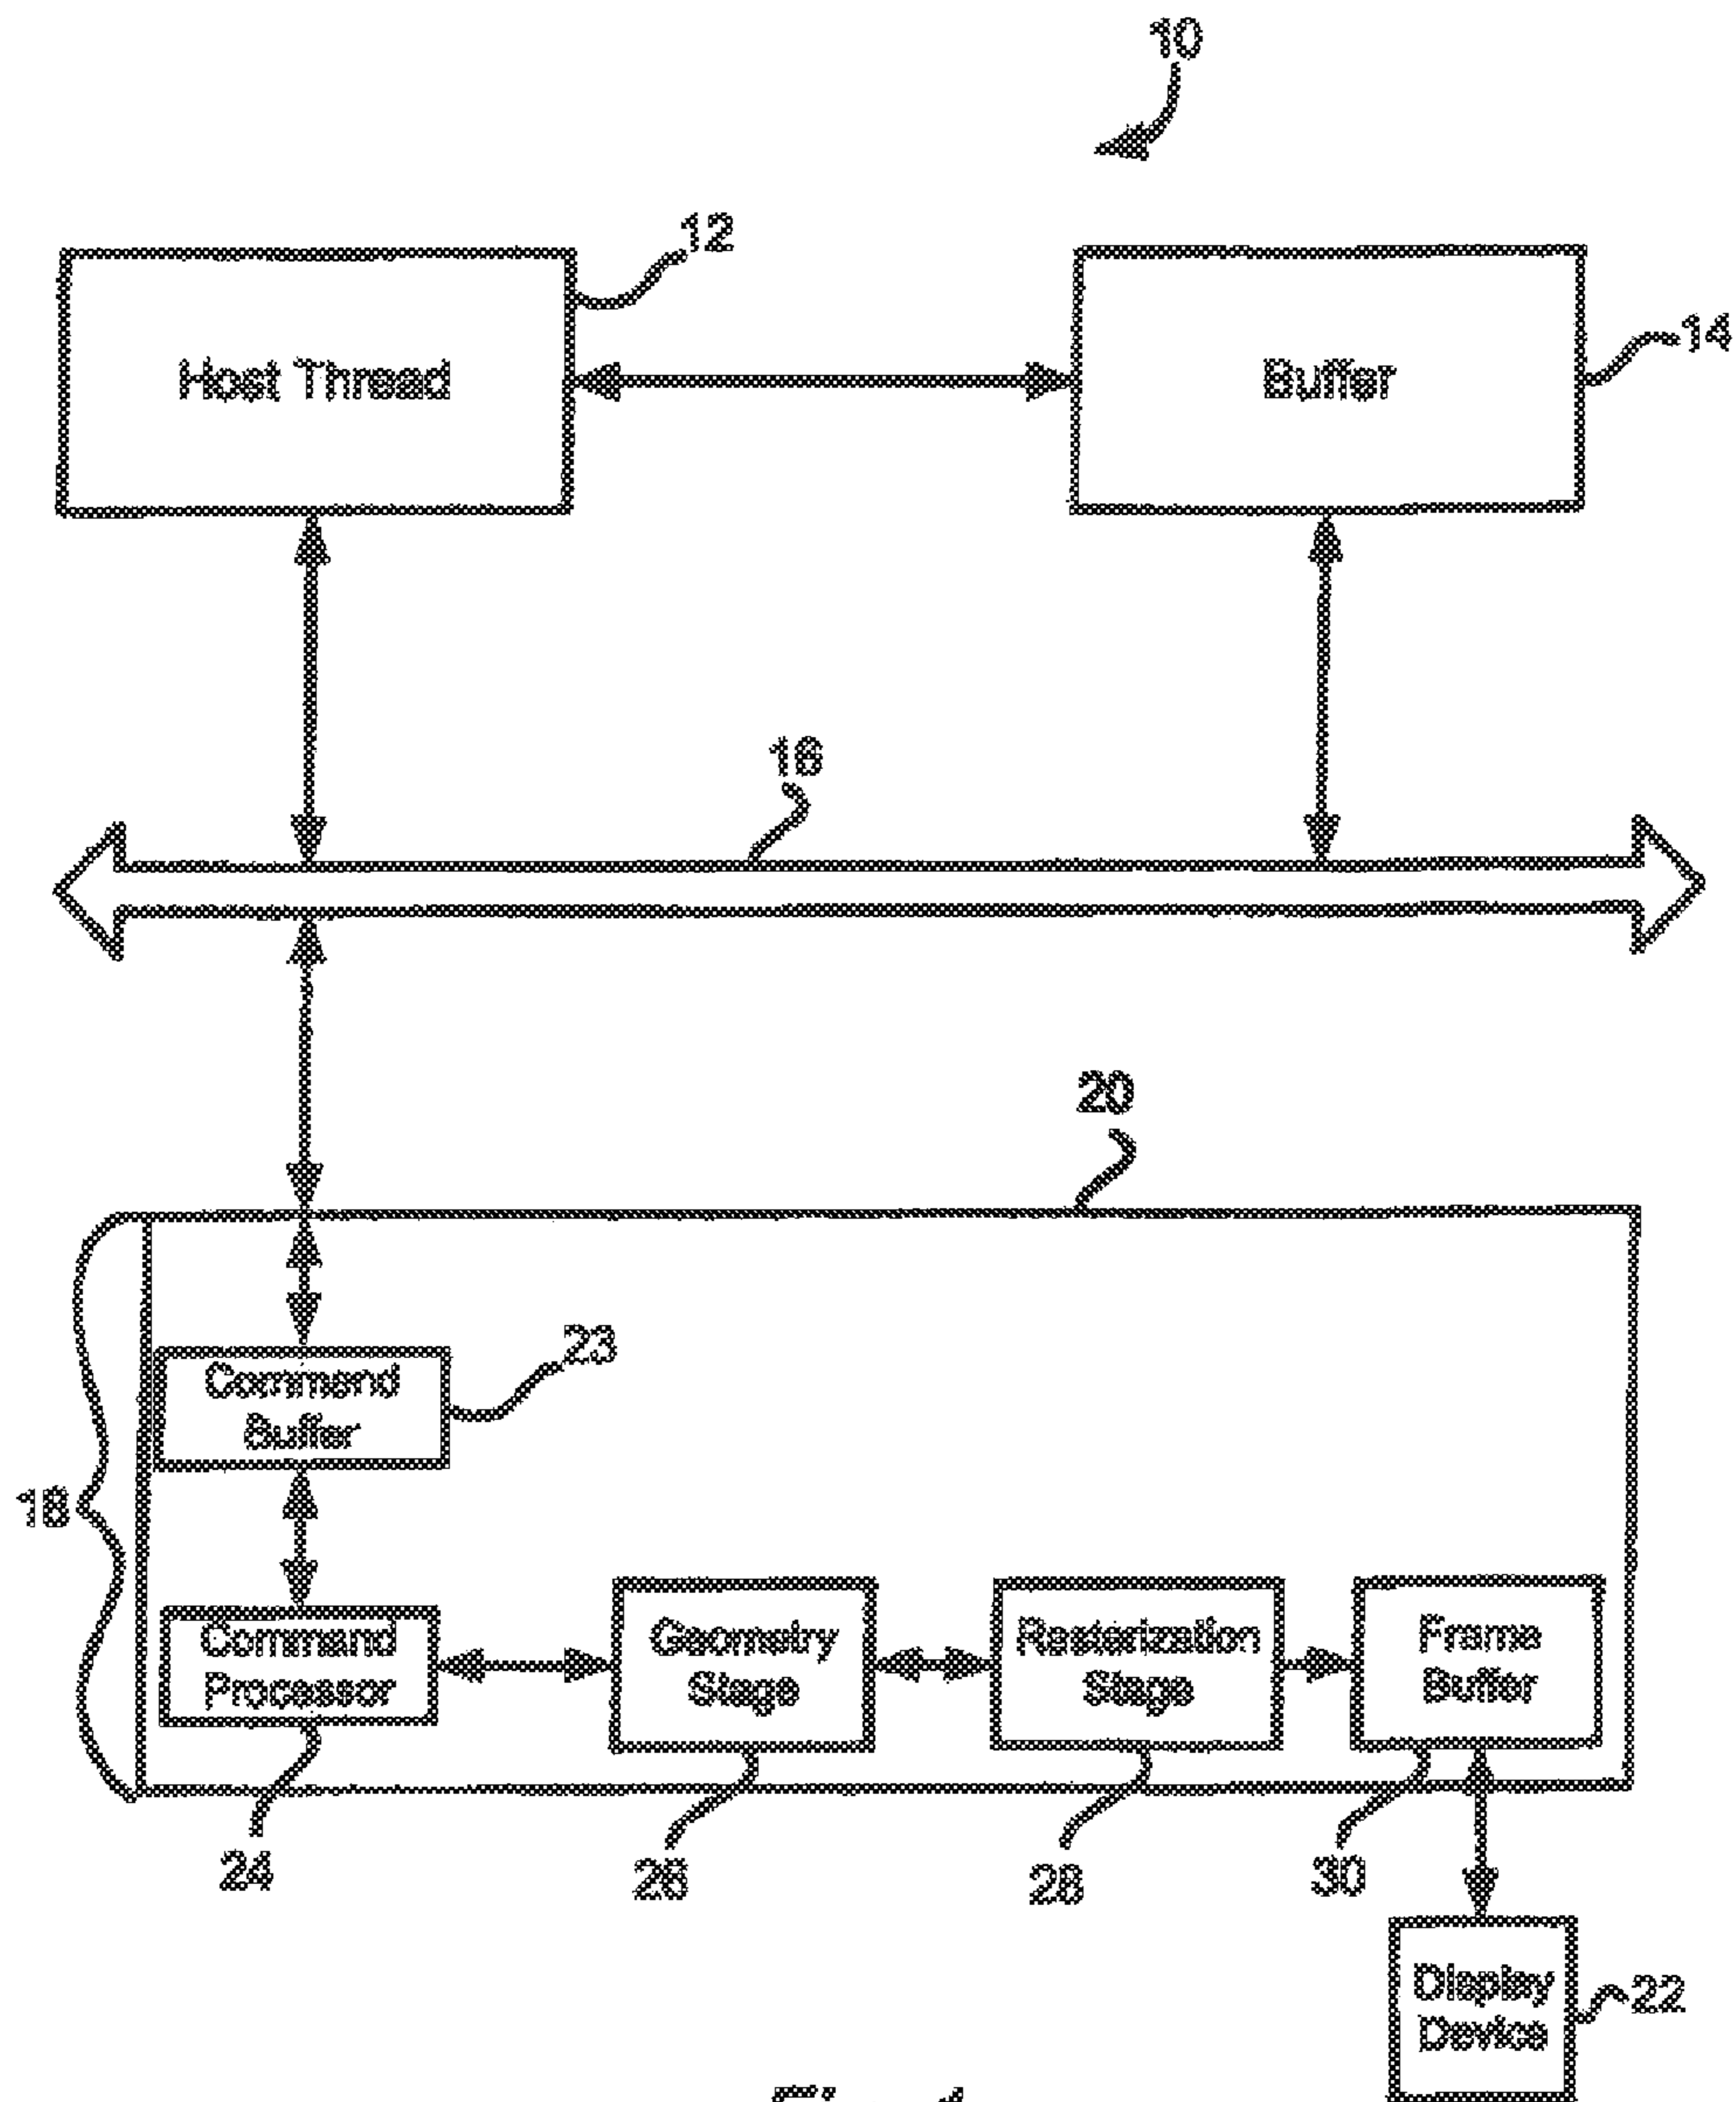 10
12
Host Thread
Buffer
14
16
20
Command
Buffer
23
18
Command
Processor
Geometry
Stage
Rasterization
Stage
Frame
Buffer
24
26
28
30
Display
Device
22